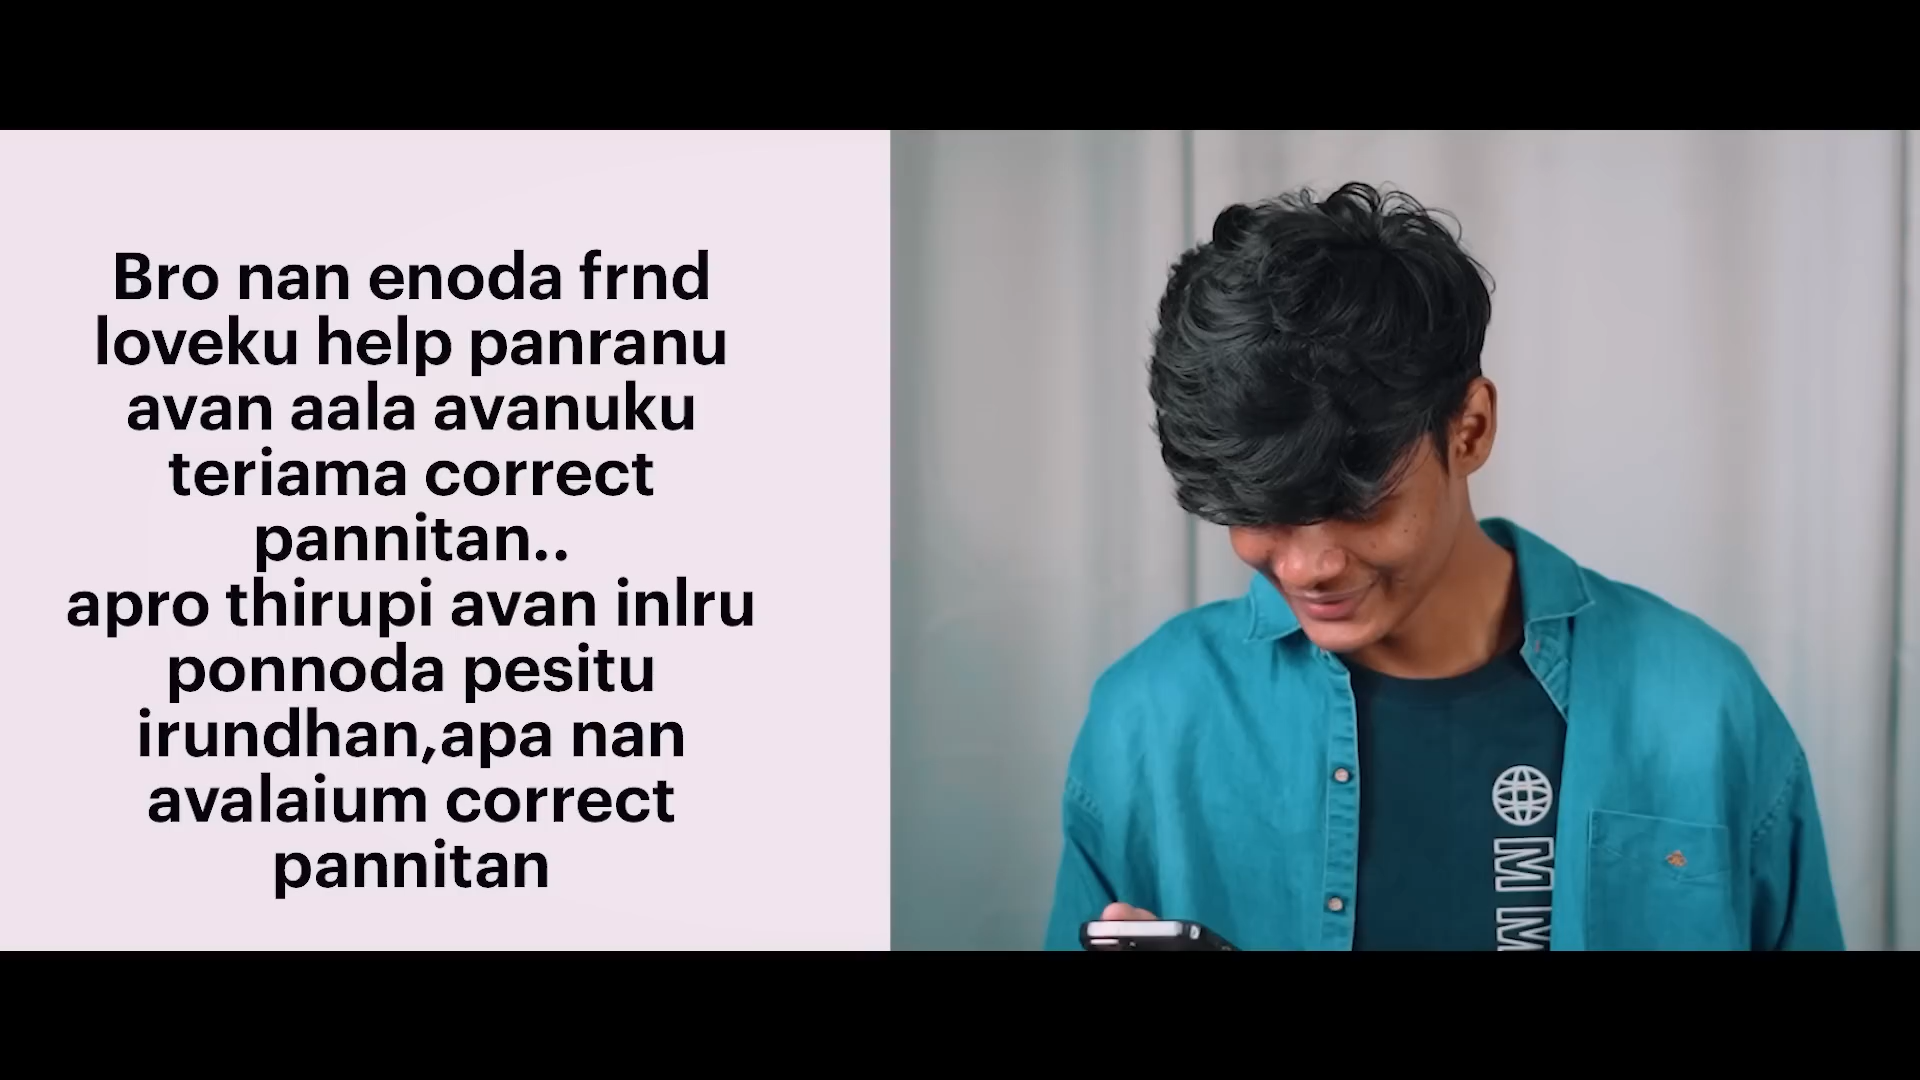 Bro nan enoda frnd
loveku help panranu
avan aala avanuku
teriama correct
pannitan..
apro thirupi avan inlru
ponnoda pesitu
irundhan,apa nan
avalaium correct
pannitan